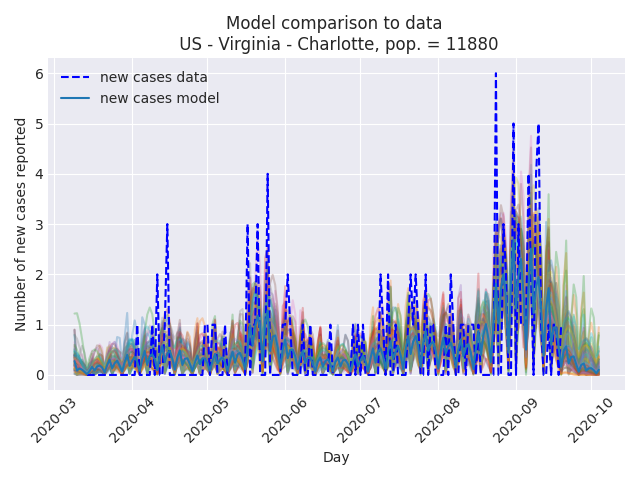 Model comparison to data
US - Virginia - Charlotte, pop. = 11880
new cases data
new cases model
Number of new cases reported
6
5
4
3
2
1
0
2020-03
2020-04
2020-05
2020-06
2020-07
2020-08
2020-09
2020-10
Day